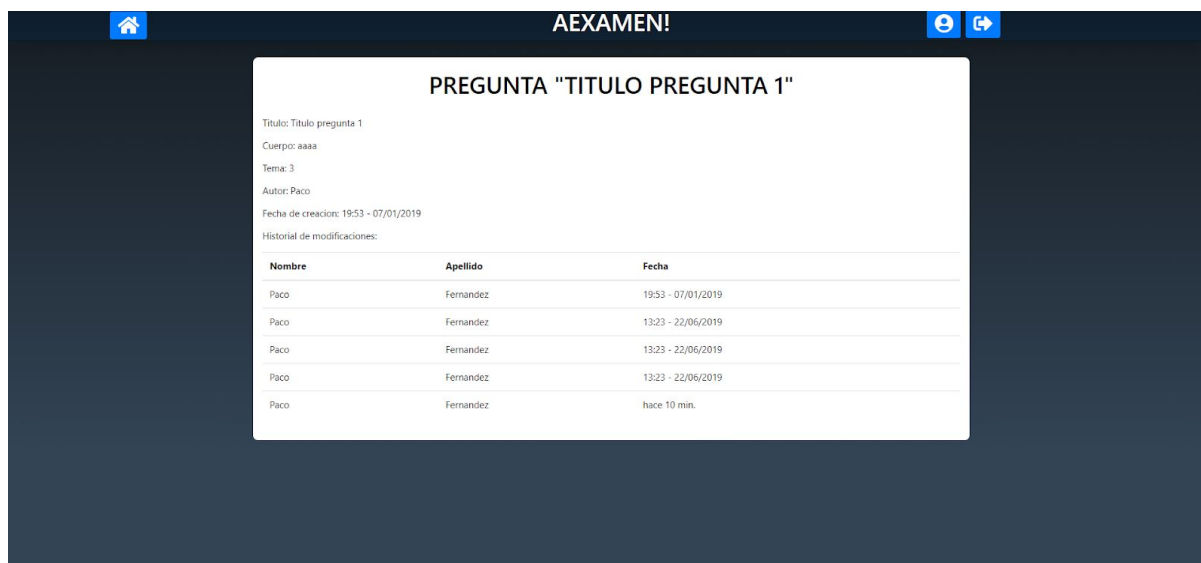 AEXAMEN!
PREGUNTA "TITULO PREGUNTA 1"
Titulo: Titulo pregunta 1
Cuerpo: aaaa
Tema: 3
Autor: Paco
Fecha de creacion: 19:53 - 07/01/2019
Historial de modificaciones:
Nombre Apellido Fecha
Paco Fernandez 19:53 - 07/01/2019
Paco Fernandez 13:23 - 22/06/2019
Paco Fernandez 13:23 - 22/06/2019
Paco Fernandez 13:23 - 22/06/2019
Paco Fernandez hace 10 min.